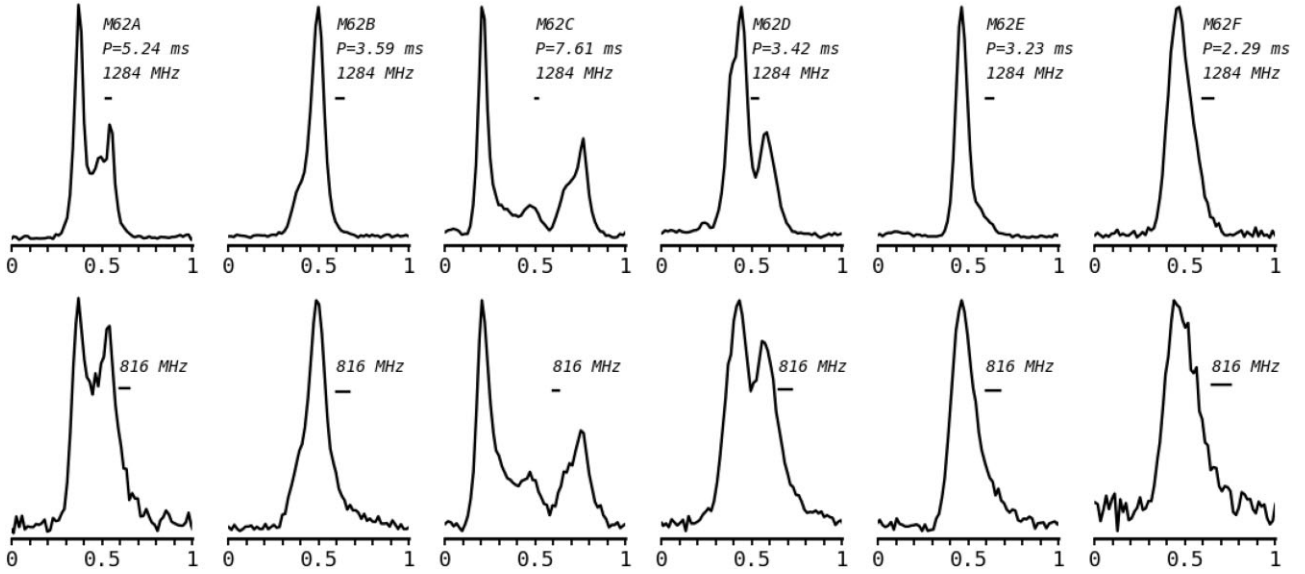 M62A
P=5.24 ms
1284 MHz
M62B
P=3.59 ms
1284 MHz
M62C
P=7.61 ms
1284 MHz
M62D
P=3.42 ms
1284 MHz
M62E
P=3.23 ms
1284 MHz
M62F
P=2.29 ms
1284 MHz
0 0.5 1
0 0.5 1
0 0.5 1
0 0.5 1
0 0.5 1
0 0.5 1
816 MHz
816 MHz
816 MHz
816 MHz
816 MHz
816 MHz
0 0.5 1
0 0.5 1
0 0.5 1
0 0.5 1
0 0.5 1
0 0.5 1